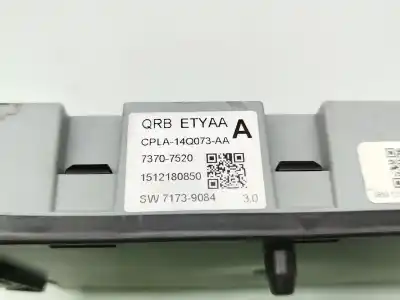 QRB ETYAA A
CPLA-14Q073-AA
7370-7520
1512180850
SW 7173-9084 3.0